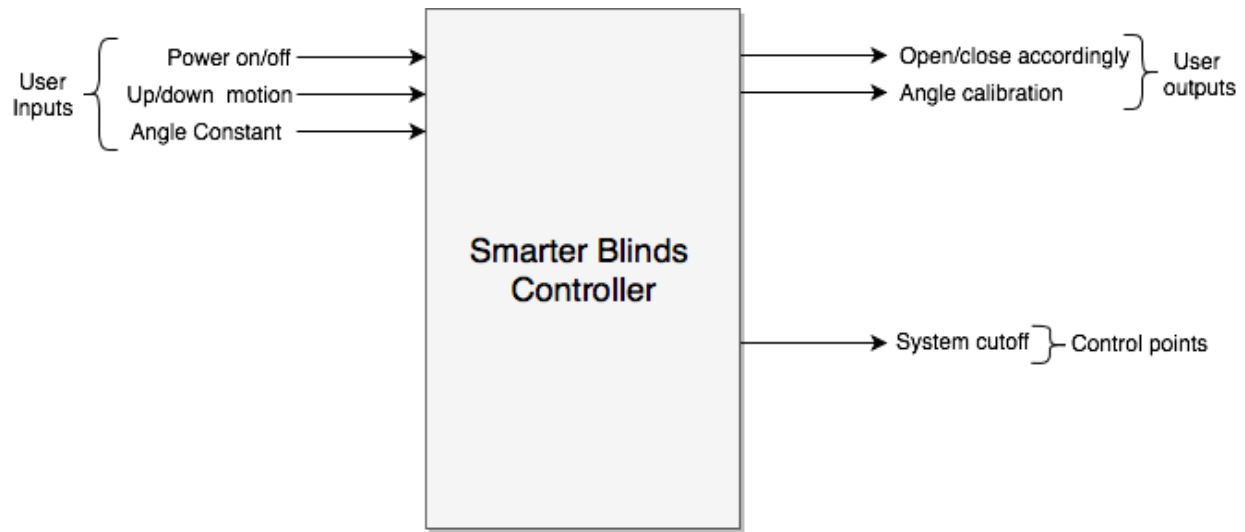 User
Inputs
Power on/off
Up/down motion
Angle Constant
Smarter Blinds
Controller
Open/close accordingly
Angle calibration
User
outputs
System cutoff
Control points